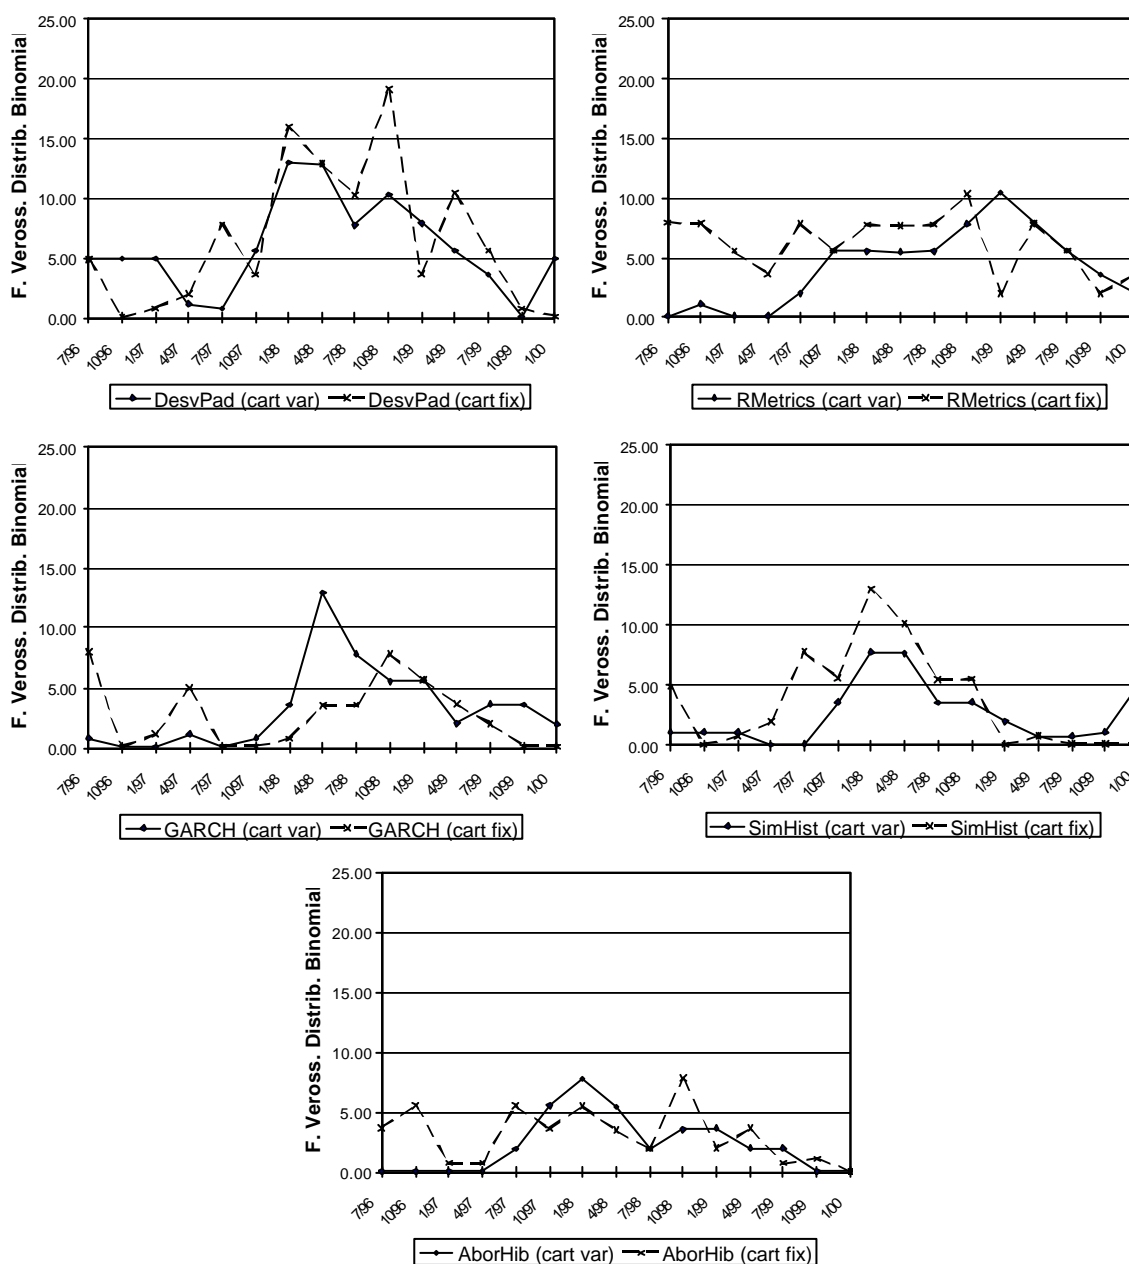 F. Veross. Distrib. Binomial
25.00
20.00
15.00
10.00
5.00
0.00
7/96 10/96 1/97 4/97 7/97 10/97 1/98 4/98 7/98 10/98 1/99 4/99 7/99 10/99 1/00
DesvPad (cart var) DesvPad (cart fix)
F. Veross. Distrib. Binomial
25.00
20.00
15.00
10.00
5.00
0.00
7/96 10/96 1/97 4/97 7/97 10/97 1/98 4/98 7/98 10/98 1/99 4/99 7/99 10/99 1/00
RMetrics (cart var) RMetrics (cart fix)
F. Veross. Distrib. Binomial
25.00
20.00
15.00
10.00
5.00
0.00
7/96 10/96 1/97 4/97 7/97 10/97 1/98 4/98 7/98 10/98 1/99 4/99 7/99 10/99 1/00
GARCH (cart var) GARCH (cart fix)
F. Veross. Distrib. Binomial
25.00
20.00
15.00
10.00
5.00
0.00
7/96 10/96 1/97 4/97 7/97 10/97 1/98 4/98 7/98 10/98 1/99 4/99 7/99 10/99 1/00
SimHist (cart var) SimHist (cart fix)
F. Veross. Distrib. Binomial
25.00
20.00
15.00
10.00
5.00
0.00
7/96 10/96 1/97 4/97 7/97 10/97 1/98 4/98 7/98 10/98 1/99 4/99 7/99 10/99 1/00
AborHib (cart var) AborHib (cart fix)